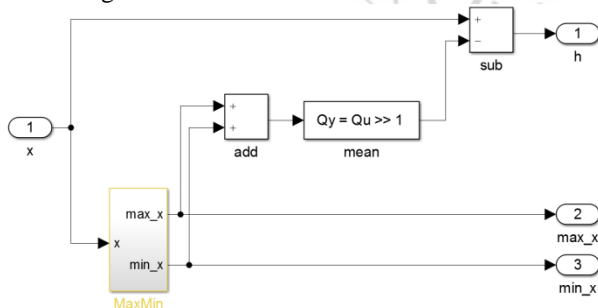 1
x
+
−
sub
1
h
+
+
add
Qy = Qu >> 1
mean
x
max_x
min_x
MaxMin
2
max_x
3
min_x